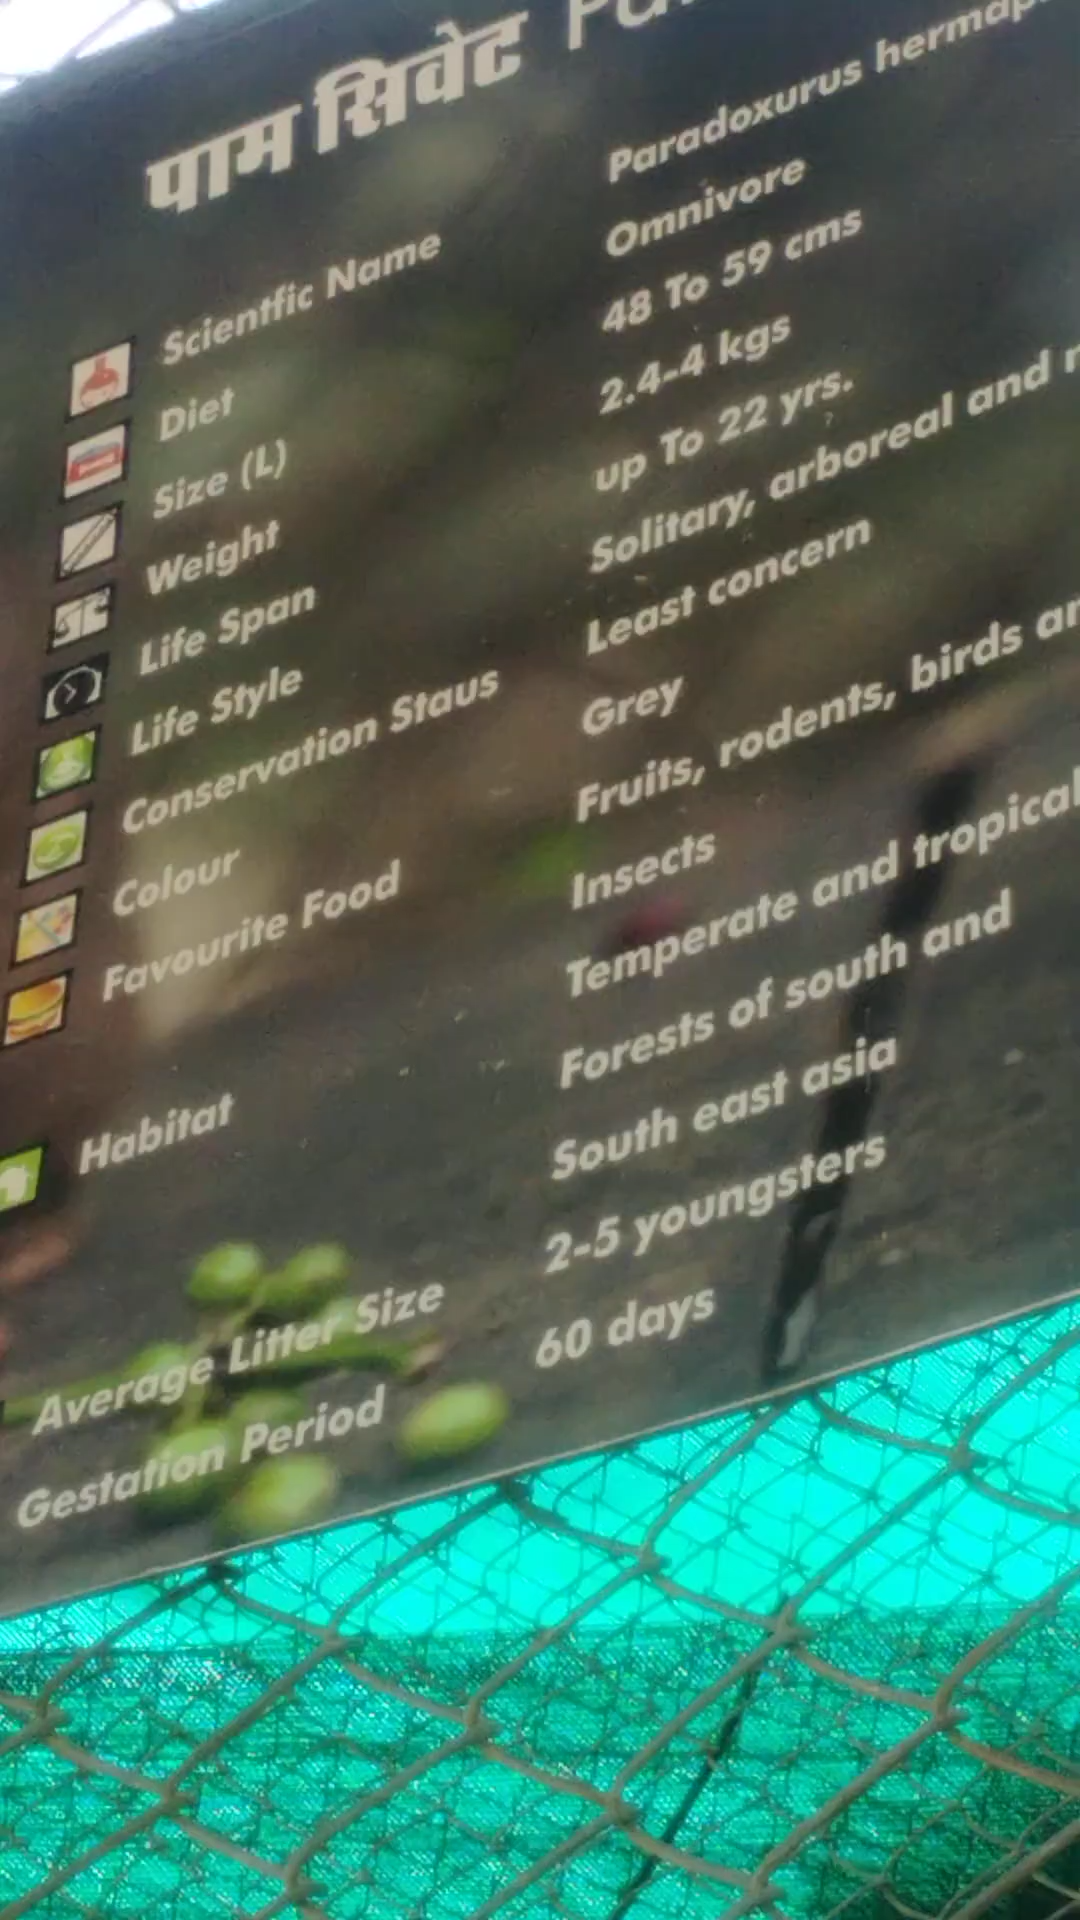 पाम सिवेट
Scientfic Name Paradoxurus
Diet Omnivore
Size (L) 48 To 59 cms
Weight 2.4-4 kgs
Life Span up To 22 yrs.
Life Style Solitary, arboreal and
Conservation Staus Least concern
Colour Grey
Favourite Food Fruits, rodents, birds
Insects
Habitat Temperate and tropical
Forests of south and
South east asia
Average Litter Size 2-5 youngsters
Gestation Period 60 days